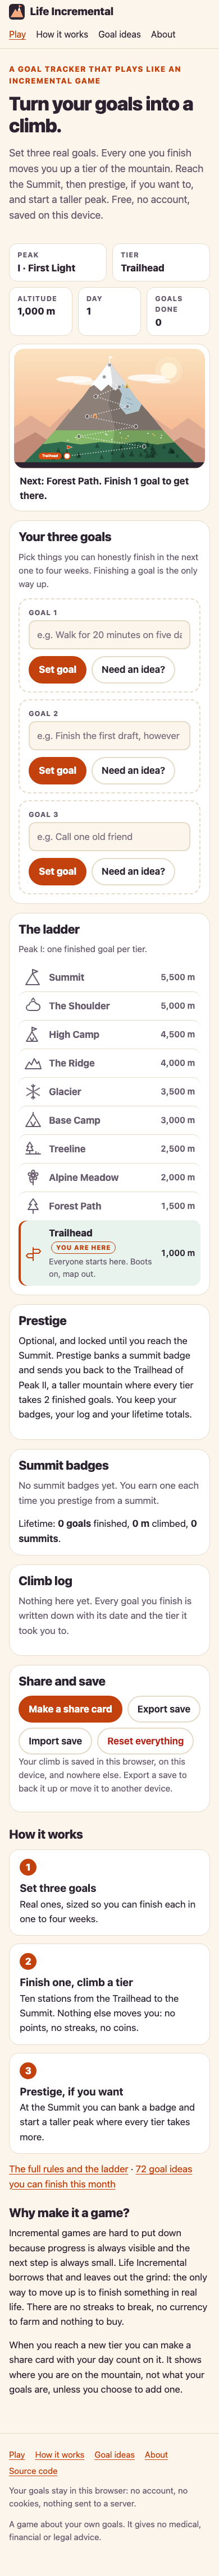 Life Incremental
Play How it works Goal ideas About
A GOAL TRACKER THAT PLAYS LIKE AN
INCREMENTAL GAME
Turn your goals into a
climb.
Set three real goals. Every one you finish
moves you up a tier of the mountain. Reach
the Summit, then prestige, if you want to,
and start a taller peak. Free, no account,
saved on this device.
PEAK
I · First Light
TIER
Trailhead
ALTITUDE
1,000 m
DAY
1
GOALS
DONE
0
Trailhead
Next: Forest Path. Finish 1 goal to get
there.
Your three goals
Pick things you can honestly finish in the next
one to four weeks. Finishing a goal is the only
way up.
GOAL 1
e.g. Walk for 20 minutes on five da
Set goal Need an idea?
GOAL 2
e.g. Finish the first draft, however
Set goal Need an idea?
GOAL 3
e.g. Call one old friend
Set goal Need an idea?
The ladder
Peak I: one finished goal per tier.
Summit 5,500 m
The Shoulder 5,000 m
High Camp 4,500 m
The Ridge 4,000 m
Glacier 3,500 m
Base Camp 3,000 m
Treeline 2,500 m
Alpine Meadow 2,000 m
Forest Path 1,500 m
Trailhead
YOU ARE HERE
1,000 m
Everyone starts here. Boots
on, map out.
Prestige
Optional, and locked until you reach the
Summit. Prestige banks a summit badge
and sends you back to the Trailhead of
Peak II, a taller mountain where every tier
takes 2 finished goals. You keep your
badges, your log and your lifetime totals.
Summit badges
No summit badges yet. You earn one each
time you prestige from a summit.
Lifetime: 0 goals finished, 0 m climbed, 0
summits.
Climb log
Nothing here yet. Every goal you finish is
written down with its date and the tier it
took you to.
Share and save
Make a share card Export save
Import save Reset everything
Your climb is saved in this browser, on this
device, and nowhere else. Export a save to
back it up or move it to another device.
How it works
1
Set three goals
Real ones, sized so you can finish each in
one to four weeks.
2
Finish one, climb a tier
Ten stations from the Trailhead to the
Summit. Nothing else moves you: no
points, no streaks, no coins.
3
Prestige, if you want
At the Summit you can bank a badge and
start a taller peak where every tier takes
more.
The full rules and the ladder · 72 goal ideas
you can finish this month
Why make it a game?
Incremental games are hard to put down
because progress is always visible and the
next step is always small. Life Incremental
borrows that and leaves out the grind: the only
way to move up is to finish something in real
life. There are no streaks to break, no currency
to farm and nothing to buy.
When you reach a new tier you can make a
share card with your day count on it. It shows
where you are on the mountain, not what your
goals are, unless you choose to add one.
Play How it works Goal ideas About
Source code
Your goals stay in this browser: no account, no
cookies, nothing sent to a server.
A game about your own goals. It gives no medical,
financial or legal advice.